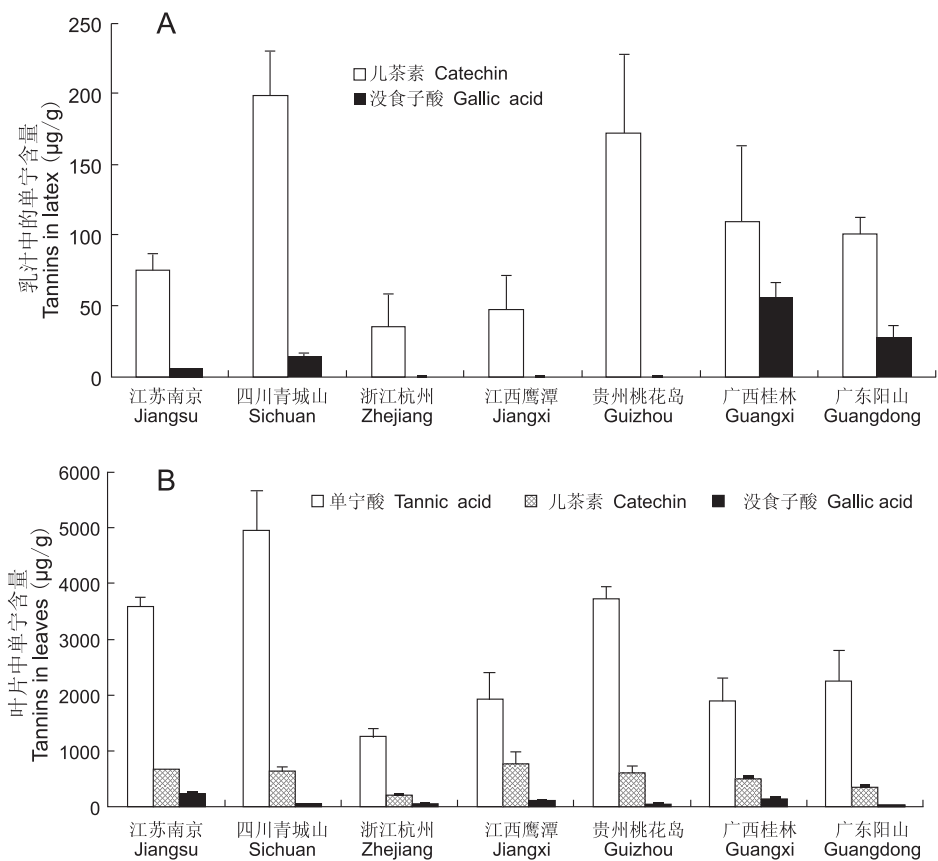 A
250
200
150
100
50
0
乳汁中的单宁含量
Tannins in latex (μg/g)
儿茶素 Catechin
没食子酸 Gallic acid
江苏南京 四川青城山 浙江杭州 江西鹰潭 贵州桃花岛 广西桂林 广东阳山
Jiangsu Sichuan Zhejiang Jiangxi Guizhou Guangxi Guangdong
B
6000
5000
4000
3000
2000
1000
0
叶片中单宁含量
Tannins in leaves (μg/g)
单宁酸 Tannic acid 儿茶素 Catechin 没食子酸 Gallic acid
江苏南京 四川青城山 浙江杭州 江西鹰潭 贵州桃花岛 广西桂林 广东阳山
Jiangsu Sichuan Zhejiang Jiangxi Guizhou Guangxi Guangdong